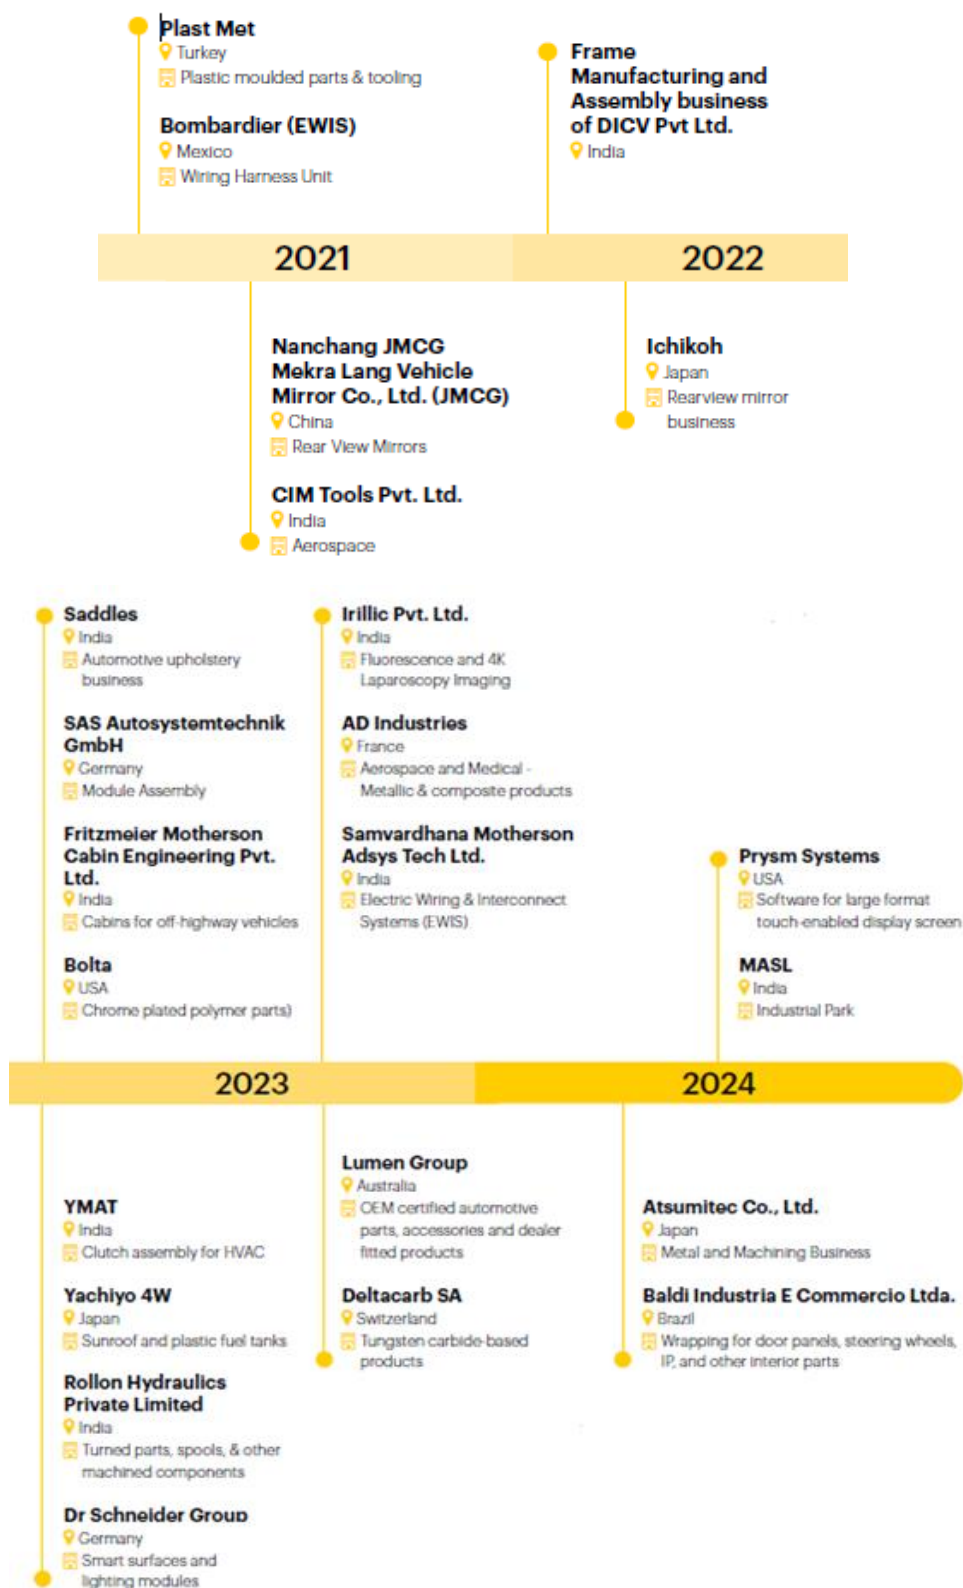 Plast Met
Turkey
Plastic moulded parts & tooling
Bombardier (EWIS)
Mexico
Wiring Harness Unit
Frame
Manufacturing and
Assembly business
of DICV Pvt Ltd.
India
2021
2022
Nanchang JMCG
Mekra Lang Vehicle
Mirror Co., Ltd. (JMCG)
China
Rear View Mirrors
CIM Tools Pvt. Ltd.
India
Aerospace
Ichikoh
Japan
Rearview mirror
business
Saddles
India
Automotive upholstery
business
SAS Autosystemtechnik
GmbH
Germany
Module Assembly
Fritzmeier Motherson
Cabin Engineering Pvt.
Ltd.
India
Cabins for off-highway vehicles
Bolta
USA
Chrome plated polymer parts)
Irillic Pvt. Ltd.
India
Fluorescence and 4K
Laparoscopy Imaging
AD Industries
France
Aerospace and Medical -
Metallic & composite products
Samvardhana Motherson
Adsys Tech Ltd.
India
Electric Wiring & Interconnect
Systems (EWIS)
Prysm Systems
USA
Software for large format
touch-enabled display screen
MASL
India
Industrial Park
2023
2024
YMAT
India
Clutch assembly for HVAC
Yachiyo 4W
Japan
Sunroof and plastic fuel tanks
Rollon Hydraulics
Private Limited
India
Turned parts, spools, & other
machined components
Dr Schneider Group
Germany
Smart surfaces and
lighting modules
Lumen Group
Australia
OEM certified automotive
parts, accessories and dealer
fitted products
Deltacarb SA
Switzerland
Tungsten carbide-based
products
Atsumitec Co., Ltd.
Japan
Metal and Machining Business
Baldi Industria E Commercio Ltda.
Brazil
Wrapping for door panels, steering wheels,
IP, and other interior parts